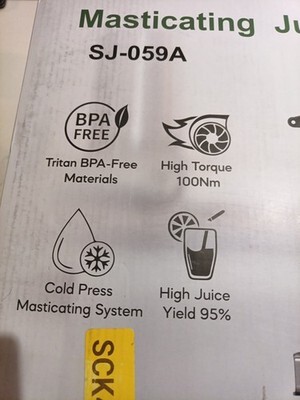 Masticating Ju
SJ-059A
BPA
FREE
Tritan BPA-Free
Materials
High Torque
100Nm
Cold Press
Masticating System
High Juice
Yield 95%
SCK